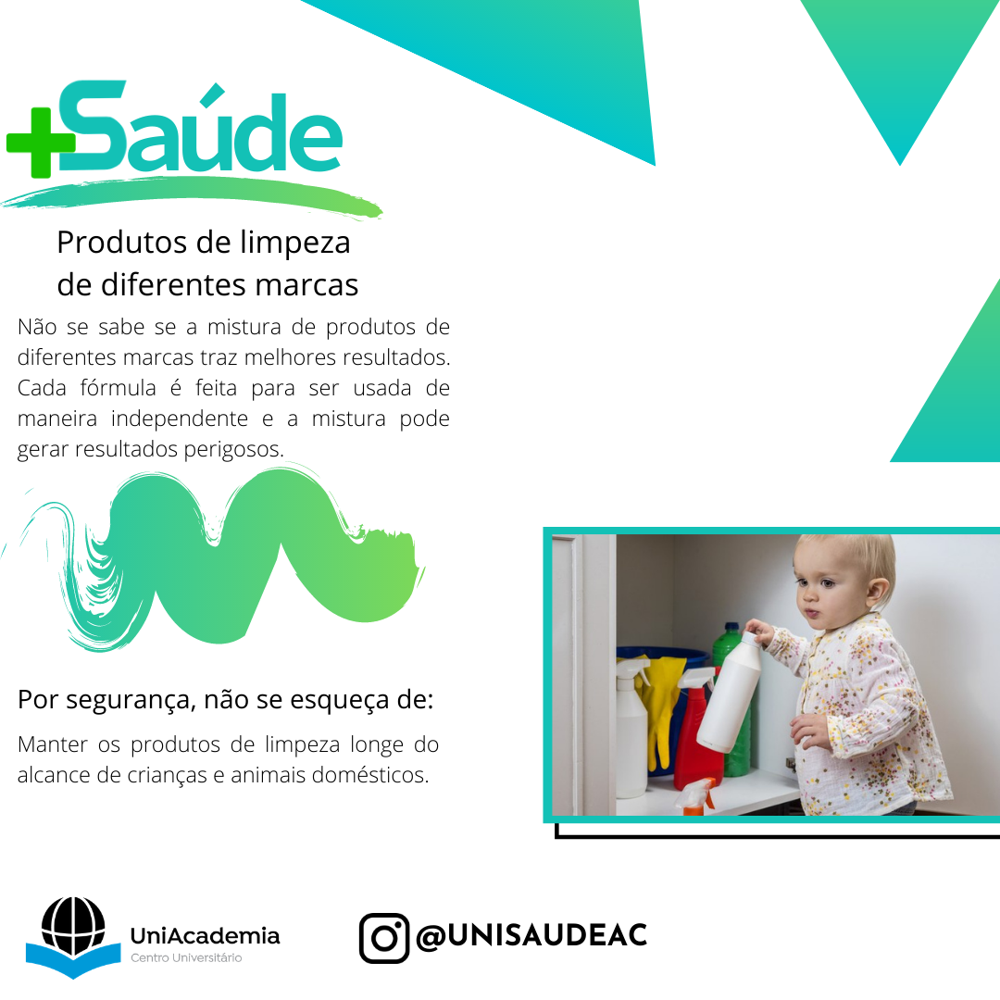 +Saúde
Produtos de limpeza
de diferentes marcas
Não se sabe se a mistura de produtos de
diferentes marcas traz melhores resultados.
Cada fórmula é feita para ser usada de
maneira independente e a mistura pode
gerar resultados perigosos.
Por segurança, não se esqueça de:
Manter os produtos de limpeza longe do
alcance de crianças e animais domésticos.
UniAcademia
Centro Universitário
@UNISAUDEAC